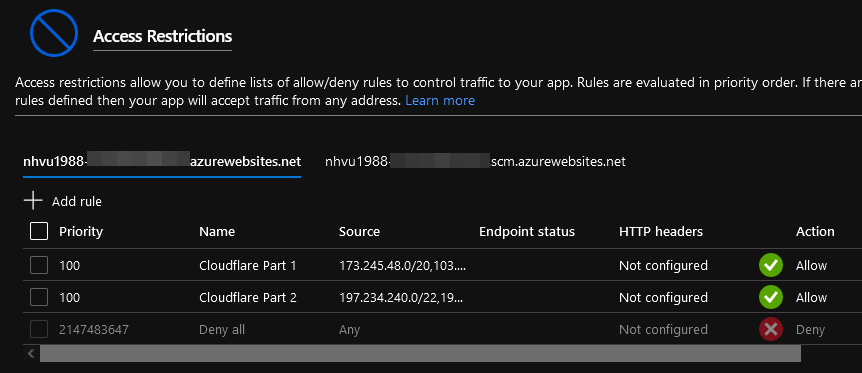 Access Restrictions
Access restrictions allow you to define lists of allow/deny rules to control traffic to your app. Rules are evaluated in priority order. If there
rules defined then your app will accept traffic from any address. Learn more
nhvu1988- azurewebsites.net nhvu1988- scm.azurewebsites.net
Add rule
Priority Name Source Endpoint status HTTP headers Action
100 Cloudflare Part 1 173.245.48.0/20,103.... Not configured Allow
100 Cloudflare Part 2 197.234.240.0/22,19... Not configured Allow
2147483647 Deny all Any Not configured Deny